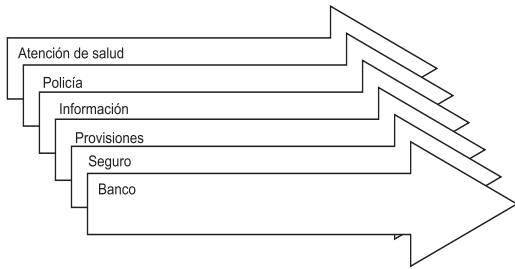 Atención de salud
Policía
Información
Provisiones
Seguro
Banco